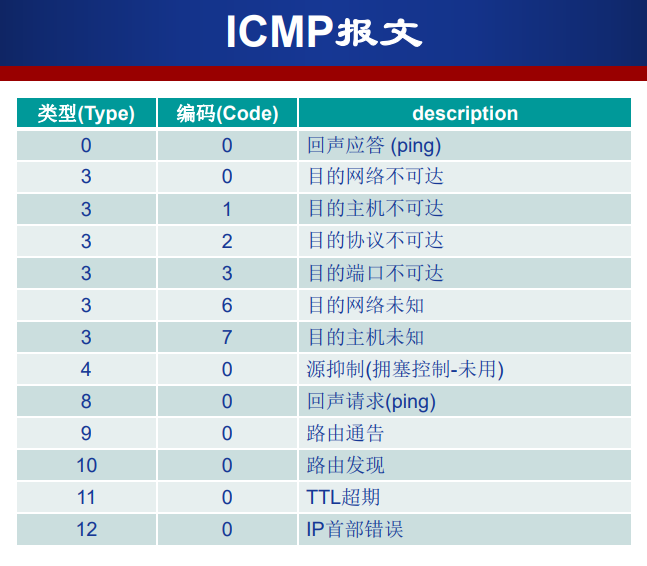 ICMP报文
类型(Type) 编码(Code) description
0 0 回声应答 (ping)
3 0 目的网络不可达
3 1 目的主机不可达
3 2 目的协议不可达
3 3 目的端口不可达
3 6 目的网络未知
3 7 目的主机未知
4 0 源抑制(拥塞控制-未用)
8 0 回声请求(ping)
9 0 路由通告
10 0 路由发现
11 0 TTL超期
12 0 IP首部错误